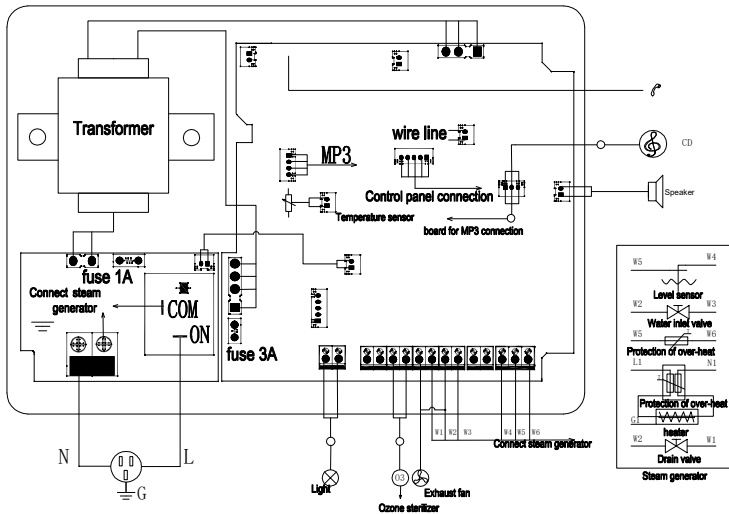 Transformer
MP3
wire line
CD
Control panel connection
Speaker
Temperature sensor
board for MP3 connection
fuse 1A
Connect steam
generator
COM
ON
fuse 3A
W5
W4
Level sensor
W2
W3
Water inlet valve
W5
W6
Protection of over-heat
L1
N1
Protection of over-heat
G1
heater
W2
W1
Drain valve
Steam generator
W1
W2
W3
W4
W5
W6
Connect steam generator
N
L
G
Light
O3
Exhaust fan
Ozone sterilizer